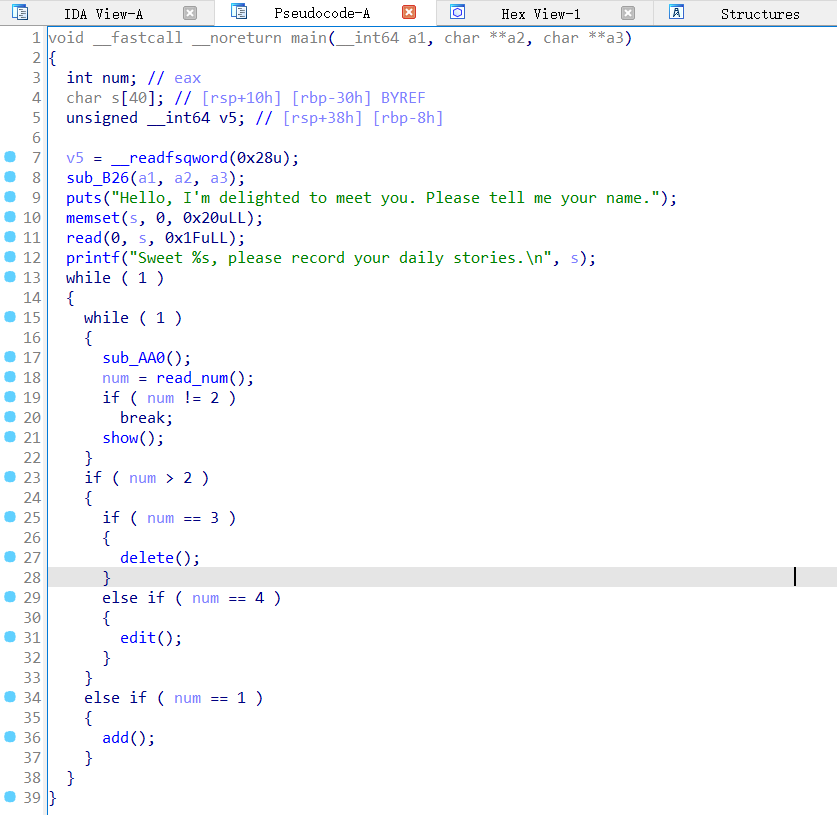 IDA View-A Pseudocode-A Hex View-1 Structures
1 void __fastcall __noreturn main(__int64 a1, char **a2, char **a3)
2 {
3   int num; // eax
4   char s[40]; // [rsp+10h] [rbp-30h] BYREF
5   unsigned __int64 v5; // [rsp+38h] [rbp-8h]
6
7   v5 = __readfsqword(0x28u);
8   sub_B26(a1, a2, a3);
9   puts("Hello, I'm delighted to meet you. Please tell me your name.");
10   memset(s, 0, 0x20uLL);
11   read(0, s, 0x1FuLL);
12   printf("Sweet %s, please record your daily stories.\n", s);
13   while ( 1 )
14   {
15     while ( 1 )
16     {
17       sub_AA0();
18       num = read_num();
19       if ( num != 2 )
20         break;
21       show();
22     }
23     if ( num > 2 )
24     {
25       if ( num == 3 )
26       {
27         delete();
28       }
29       else if ( num == 4 )
30       {
31         edit();
32       }
33     }
34     else if ( num == 1 )
35     {
36       add();
37     }
38   }
39 }